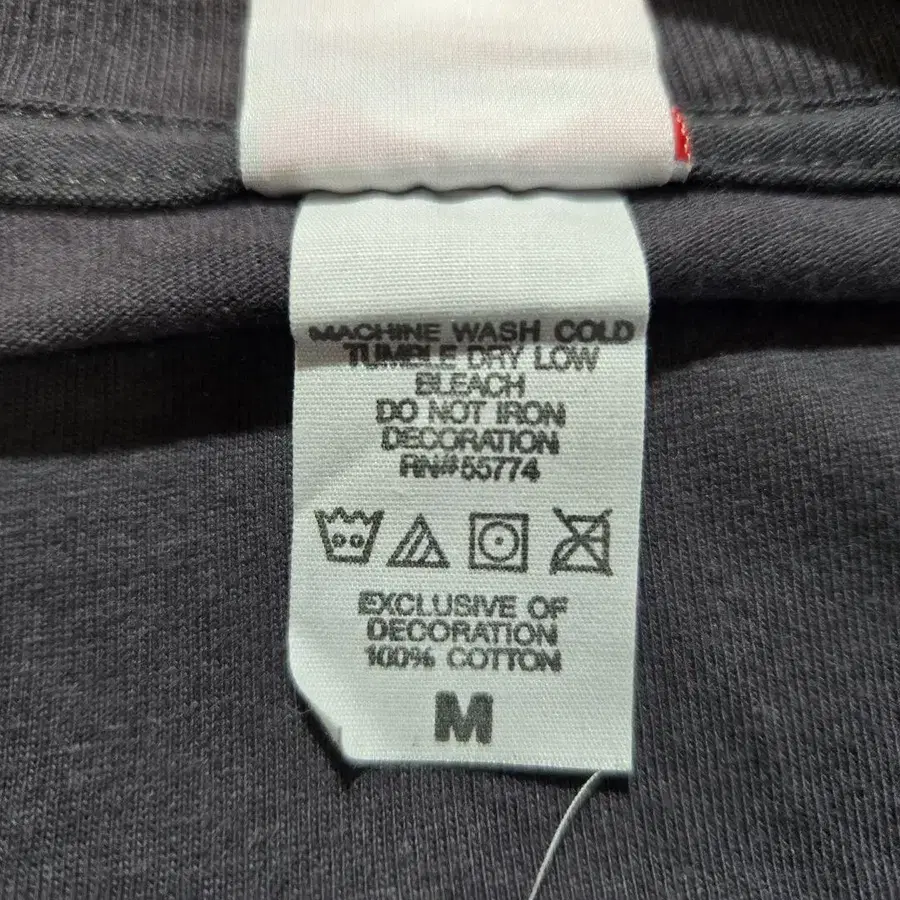 MACHINE WASH COLD
TUMBLE DRY LOW
BLEACH
DO NOT IRON
DECORATION
RN#55774
EXCLUSIVE OF
DECORATION
100% COTTON
M